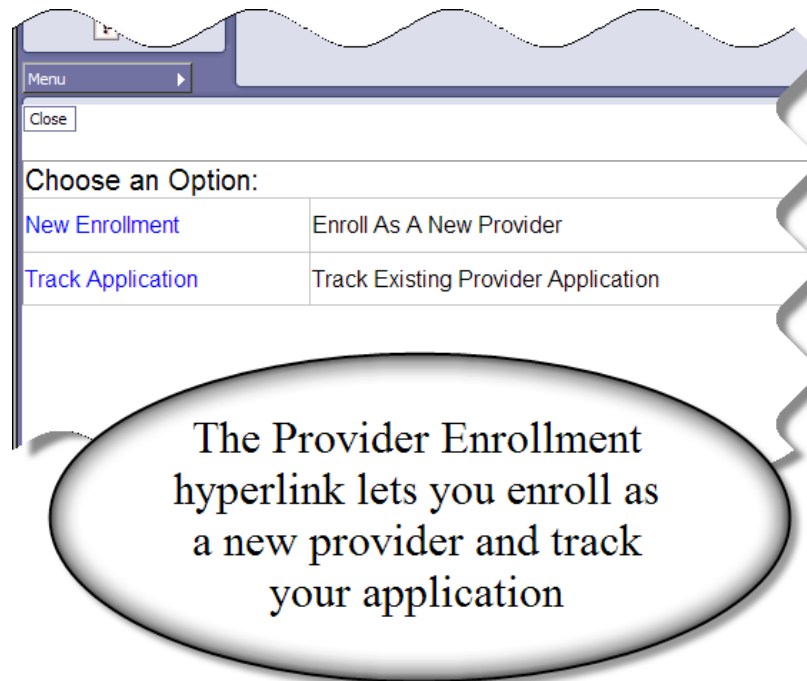 Menu
Close
Choose an Option:
New Enrollment Enroll As A New Provider
Track Application Track Existing Provider Application
The Provider Enrollment
hyperlink lets you enroll as
a new provider and track
your application